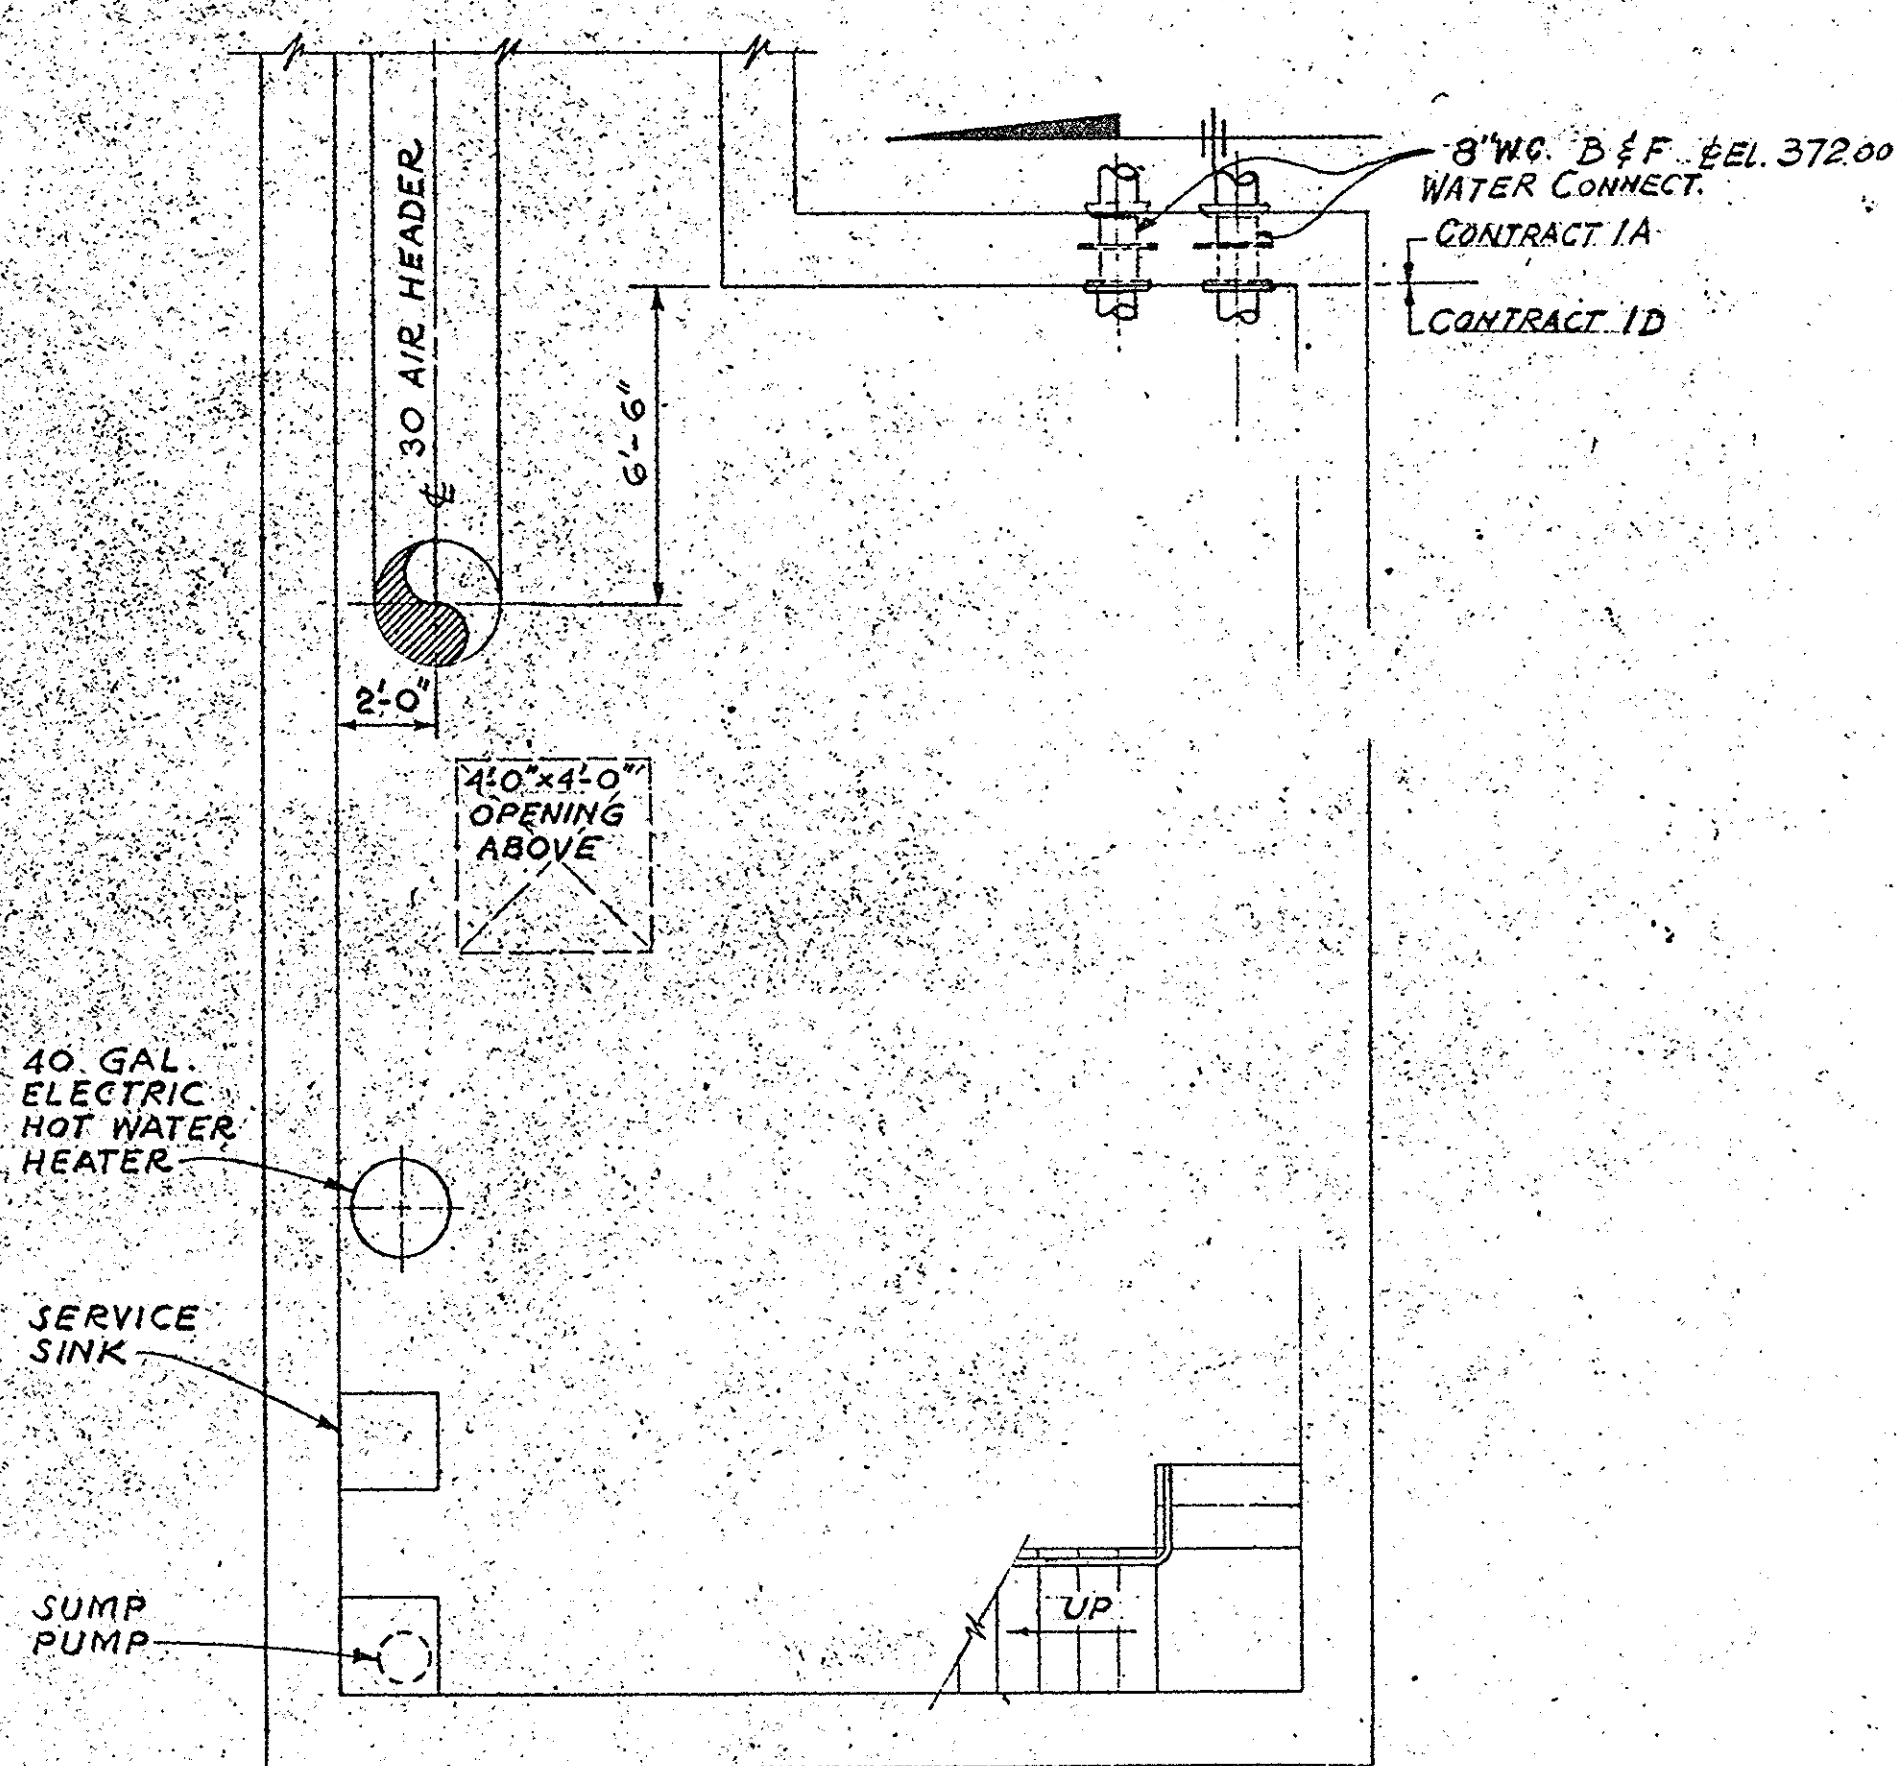 8" W.C. B & F ℄ EL. 372.00
WATER CONNECT.
CONTRACT 1A
CONTRACT 1D
30 AIR HEADER
℄
6'-6"
2'-0"
4'-0"x4'-0"
OPENING
ABOVE
40 GAL.
ELECTRIC
HOT WATER
HEATER
SERVICE
SINK
SUMP
PUMP
UP
N